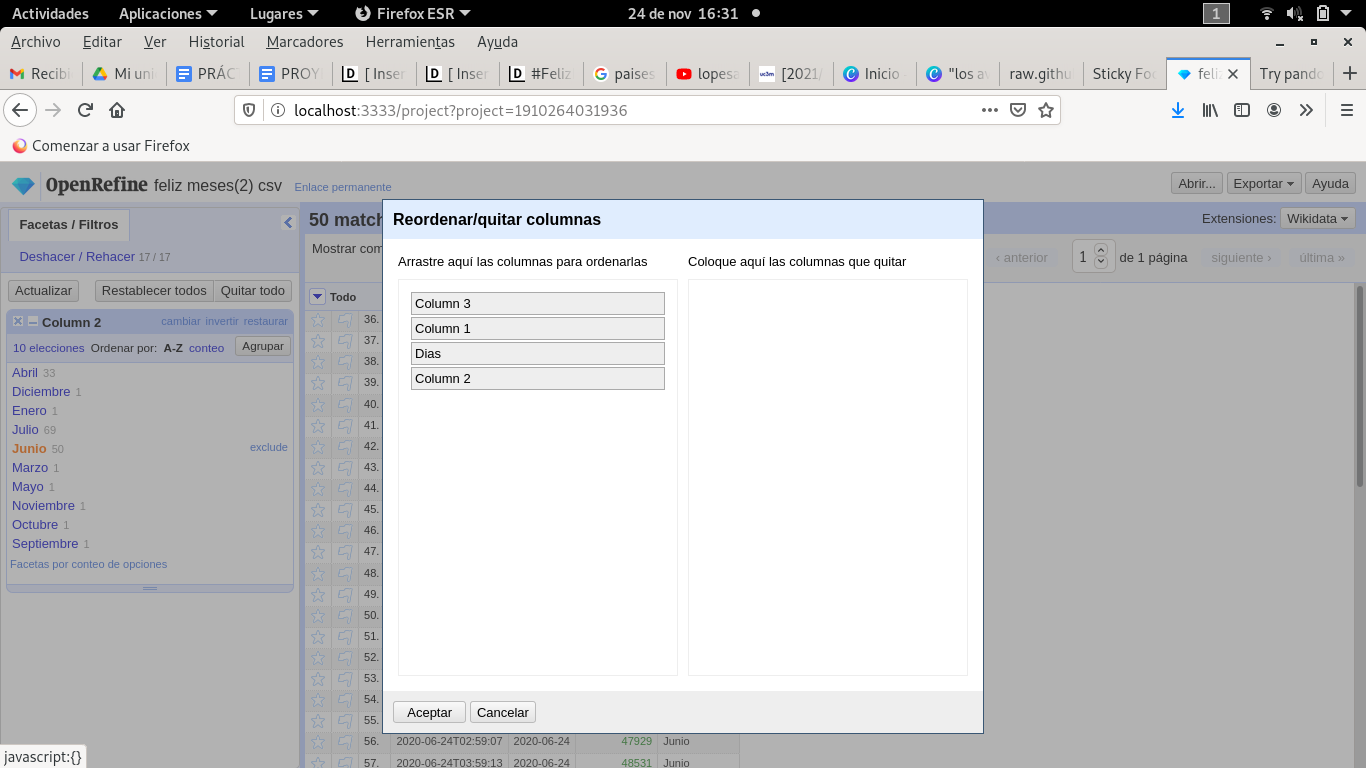 Actividades Aplicaciones Lugares Firefox ESR 24 de nov 16:31 1
Archivo Editar Ver Historial Marcadores Herramientas Ayuda
Recibi Mi uni PRÁC PROY [ Inser [ Inser #Feliz paises lopesa [2021/ Inicio - "los av raw.githu Sticky Foo feliz Try panda
localhost:3333/project?project=1910264031936
Comenzar a usar Firefox
OpenRefine feliz meses(2) csv Enlace permanente Abrir... Exportar Ayuda
Facetas / Filtros
Deshacer / Rehacer 17 / 17
Actualizar Restablecer todos Quitar todo
Column 2 cambiar invertir restaurar
10 elecciones Ordenar por: A-Z conteo Agrupar
Abril 33
Diciembre 1
Enero 1
Julio 69
Junio 50 exclude
Marzo 1
Mayo 1
Noviembre 1
Octubre 1
Septiembre 1
Facetas por conteo de opciones
50 match
Extensiones: Wikidata
Mostrar com
‹ anterior 1 de 1 página siguiente › última »
Todo
36.
37.
38.
39.
40.
41.
42.
43.
44.
45.
46.
47.
48.
49.
50.
51.
52.
53.
54.
55.
56. 2020-06-24T02:59:07 2020-06-24 47929 Junio
57. 2020-06-24T03:59:13 2020-06-24 48531 Junio
Reordenar/quitar columnas
Arrastre aquí las columnas para ordenarlas
Coloque aquí las columnas que quitar
Column 3
Column 1
Dias
Column 2
Aceptar Cancelar
javascript:{}